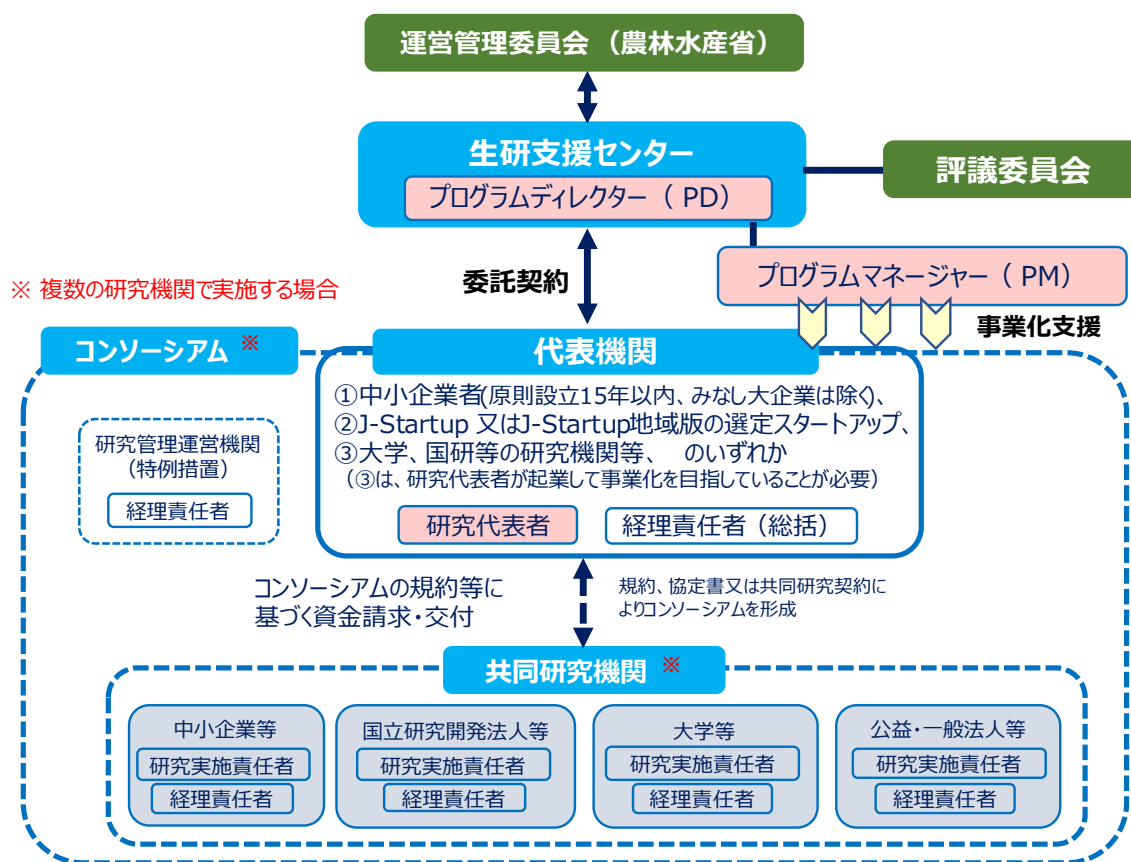 運営管理委員会 （農林水産省）
生研支援センター
プログラムディレクター（ PD）
評議委員会
委託契約
プログラムマネージャー（ PM）
事業化支援
※ 複数の研究機関で実施する場合
コンソーシアム ※
代表機関
①中小企業者(原則設立15年以内、みなし大企業は除く)、
②J-Startup 又はJ-Startup地域版の選定スタートアップ、
③大学、国研等の研究機関等、 のいずれか
（③は、研究代表者が起業して事業化を目指していることが必要）
研究代表者
経理責任者（総括）
研究管理運営機関
（特例措置）
経理責任者
コンソーシアムの規約等に
基づく資金請求・交付
規約、協定書又は共同研究契約に
よりコンソーシアムを形成
共同研究機関 ※
中小企業等
研究実施責任者
経理責任者
国立研究開発法人等
研究実施責任者
経理責任者
大学等
研究実施責任者
経理責任者
公益・一般法人等
研究実施責任者
経理責任者